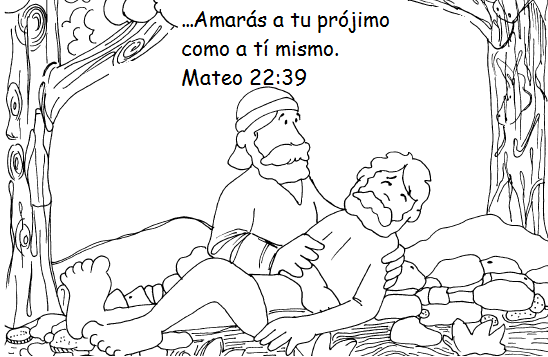 ...Amarás a tu prójimo
como a tí mismo.
Mateo 22:39